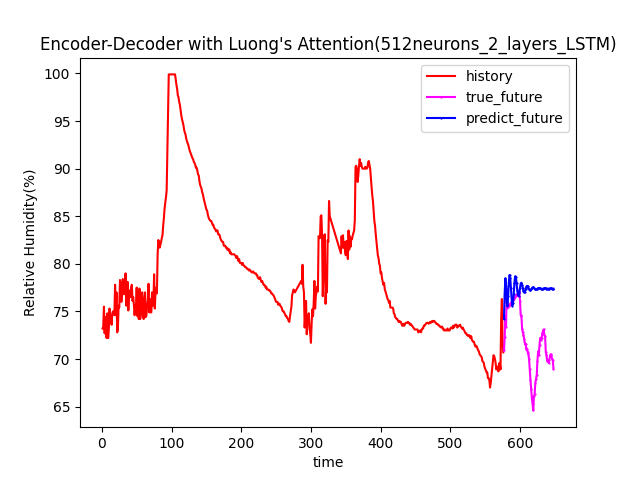 Encoder-Decoder with Luong's Attention(512neurons_2_layers_LSTM)
history
true_future
predict_future
Relative Humidity(%)
100
95
90
85
80
75
70
65
0 100 200 300 400 500 600
time